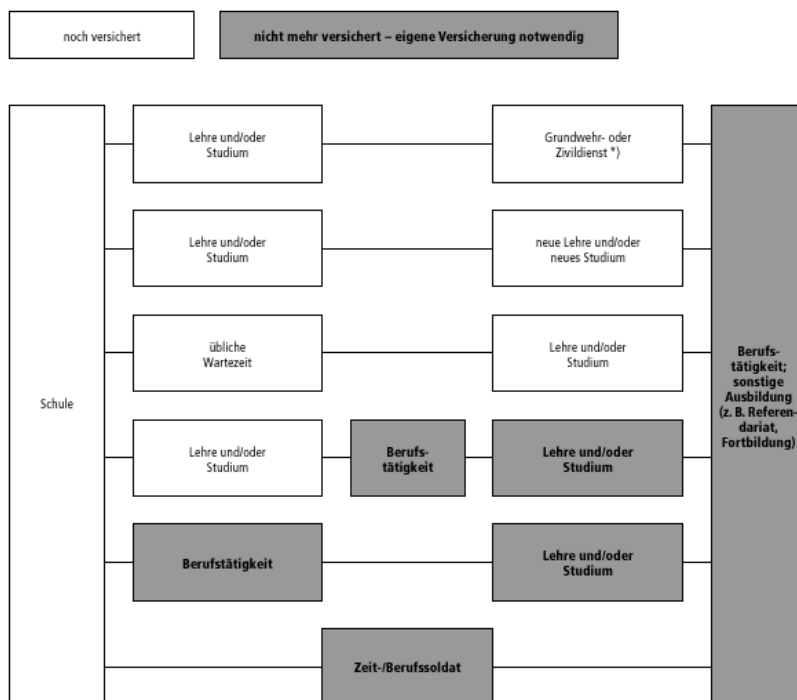 noch versichert
nicht mehr versichert – eigene Versicherung notwendig
Schule
Lehre und/oder
Studium
Grundwehr- oder
Zivildienst *)
Lehre und/oder
Studium
neue Lehre und/oder
neues Studium
übliche
Wartezeit
Lehre und/oder
Studium
Lehre und/oder
Studium
Berufs-
tätigkeit
Lehre und/oder
Studium
Berufstätigkeit
Lehre und/oder
Studium
Zeit-/Berufssoldat
Berufs-
tätigkeit;
sonstige
Ausbildung
(z. B. Referen-
dariat,
Fortbildung)